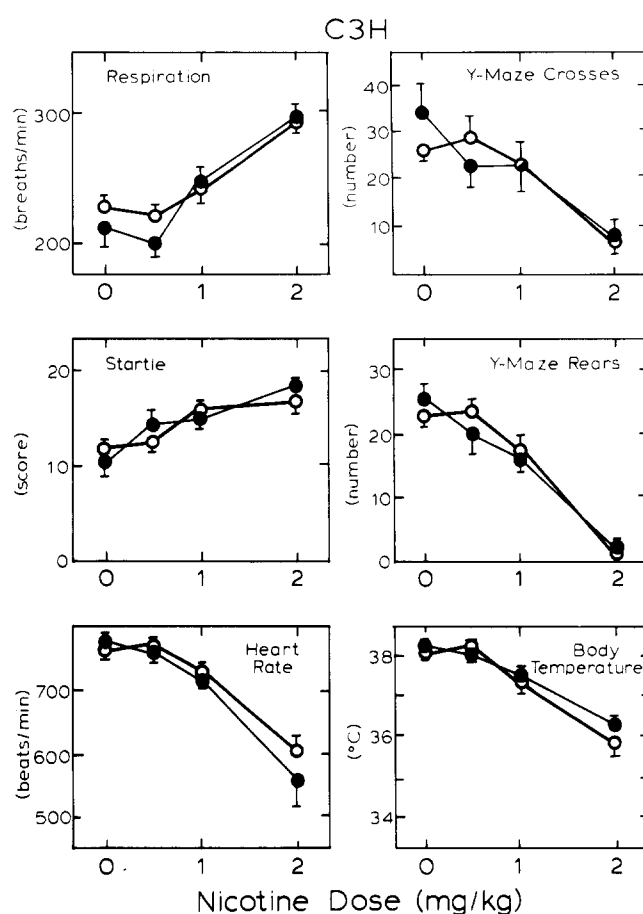 C3H
Respiration
(breaths/min)
300
200
0 1 2
Y-Maze Crosses
(number)
40
30
20
10
0 1 2
Startle
(score)
20
10
0
0 1 2
Y-Maze Rears
(number)
30
20
10
0
0 1 2
Heart
Rate
(beats/min)
700
600
500
0 1 2
Body
Temperature
(°C)
38
36
34
0 1 2
Nicotine Dose (mg/kg)